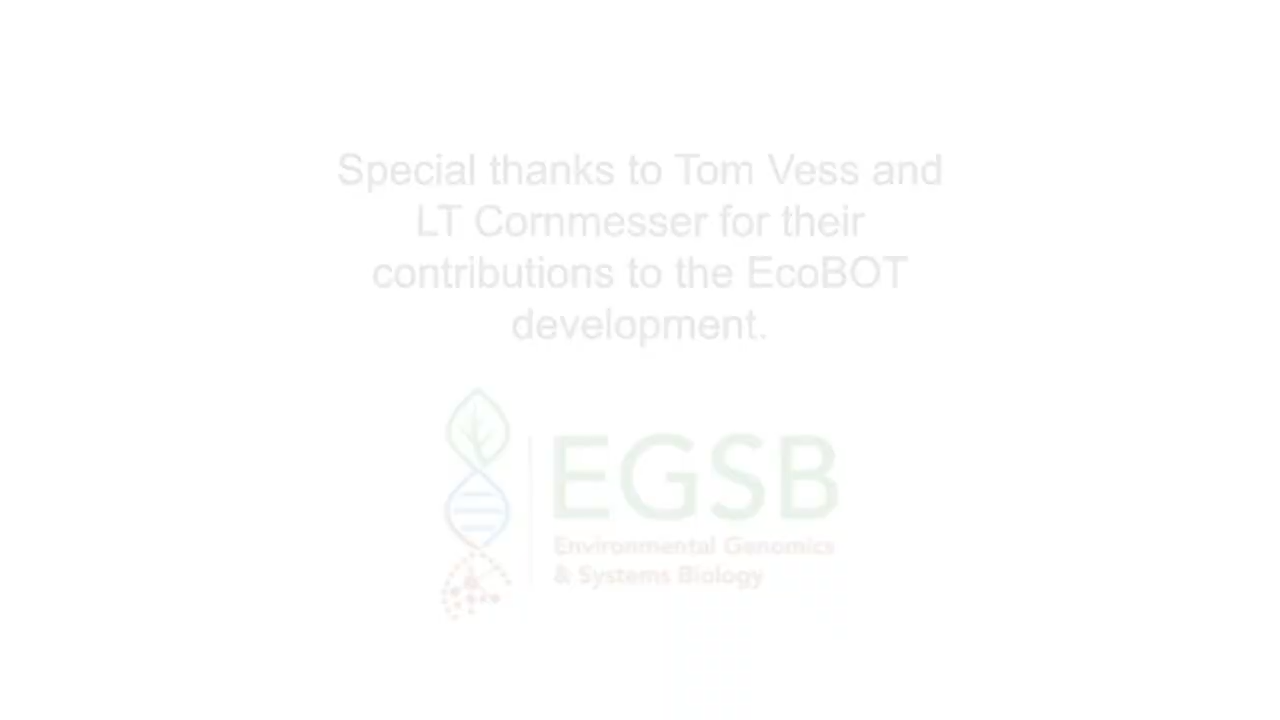 Special thanks to Tom Vess and
LT Cornmesser for their
contributions to the EcoBOT
development.
EGSB
Environmental Genomics
& Systems Biology